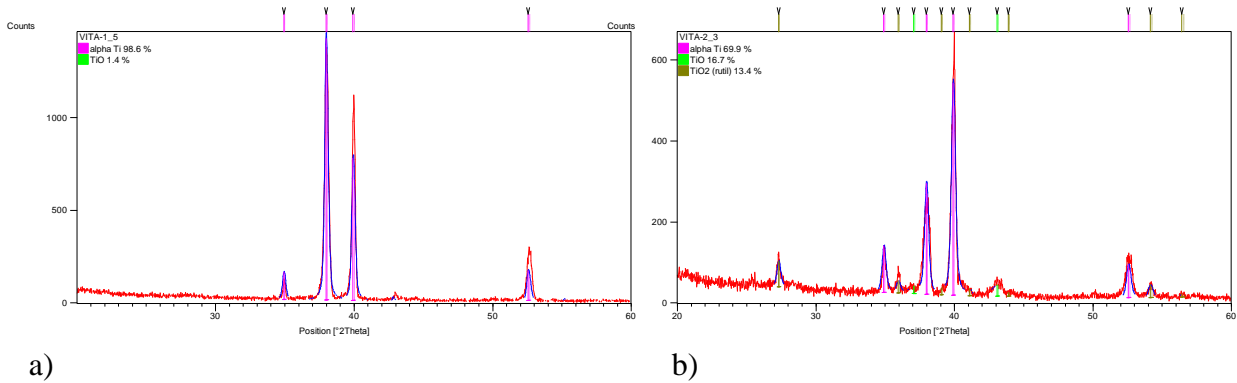 Counts
VITA-1_5
alpha Ti 98.6 %
TiO 1.4 %
1000
500
0
30
40
50
60
Position [°2Theta]
a)
Counts
VITA-2_3
alpha Ti 69.9 %
TiO 16.7 %
TiO2 (rutil) 13.4 %
600
400
200
0
20
30
40
50
60
Position [°2Theta]
b)